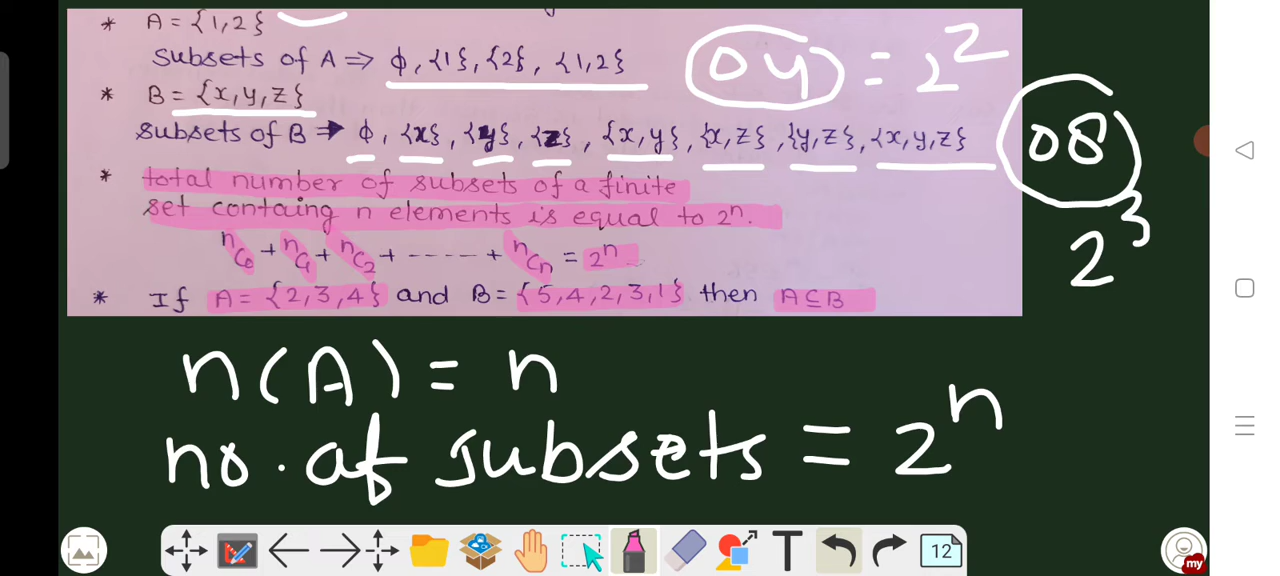 * A = {1,2}
Subsets of A ⇒ ϕ, {1}, {2}, {1,2}
04 = 2²
* B = {x,y,z}
subsets of B ⇒ ϕ, {x}, {y}, {z}, {x,y}, {x,z}, {y,z}, {x,y,z}
08
2³
* total number of subsets of a finite
set containg n elements is equal to 2ⁿ.
ⁿC₀ + ⁿC₁ + ⁿC₂ + ----- + ⁿCₙ = 2ⁿ
* If A = {2,3,4} and B = {5,4,2,3,1} then A⊆B
n(A) = n
no. of subsets = 2ⁿ
T
12
my